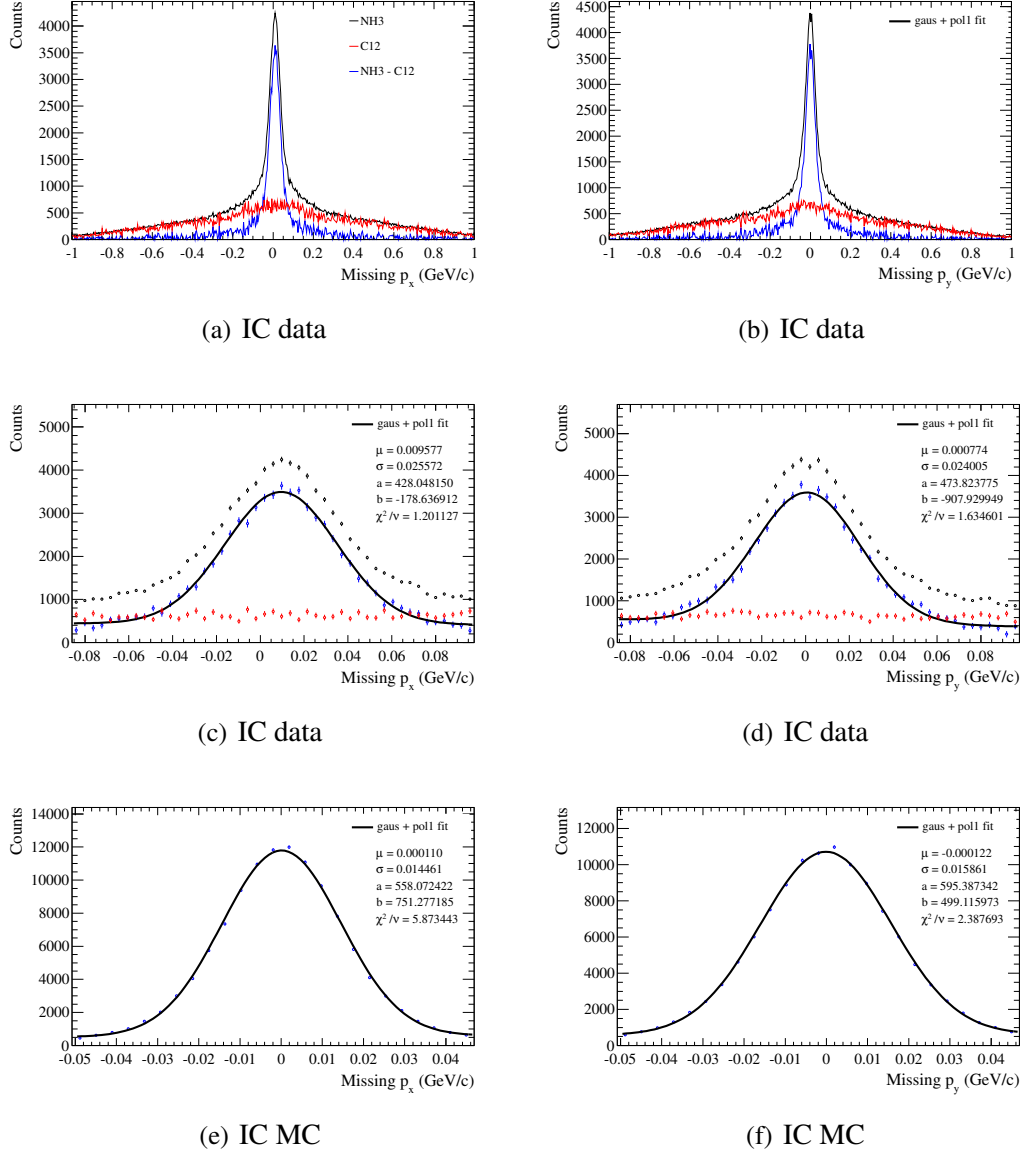 Counts
4000
3500
3000
2500
2000
1500
1000
500
0
NH3
C12
NH3 - C12
-1 -0.8 -0.6 -0.4 -0.2 0 0.2 0.4 0.6 0.8 1
Missing px (GeV/c)
(a) IC data
Counts
4500
4000
3500
3000
2500
2000
1500
1000
500
0
gaus + pol1 fit
-1 -0.8 -0.6 -0.4 -0.2 0 0.2 0.4 0.6 0.8 1
Missing py (GeV/c)
(b) IC data
Counts
5000
4000
3000
2000
1000
0
gaus + pol1 fit
μ = 0.009577
σ = 0.025572
a = 428.048150
b = -178.636912
χ²/ν = 1.201127
-0.08 -0.06 -0.04 -0.02 0 0.02 0.04 0.06 0.08
Missing px (GeV/c)
(c) IC data
Counts
5000
4000
3000
2000
1000
0
gaus + pol1 fit
μ = 0.000774
σ = 0.024005
a = 473.823775
b = -907.929949
χ²/ν = 1.634601
-0.08 -0.06 -0.04 -0.02 0 0.02 0.04 0.06 0.08
Missing py (GeV/c)
(d) IC data
Counts
14000
12000
10000
8000
6000
4000
2000
0
gaus + pol1 fit
μ = 0.000110
σ = 0.014461
a = 558.072422
b = 751.277185
χ²/ν = 5.873443
-0.05 -0.04 -0.03 -0.02 -0.01 0 0.01 0.02 0.03 0.04
Missing px (GeV/c)
(e) IC MC
Counts
12000
10000
8000
6000
4000
2000
0
gaus + pol1 fit
μ = -0.000122
σ = 0.015861
a = 595.387342
b = 499.115973
χ²/ν = 2.387693
-0.05 -0.04 -0.03 -0.02 -0.01 0 0.01 0.02 0.03 0.04
Missing py (GeV/c)
(f) IC MC